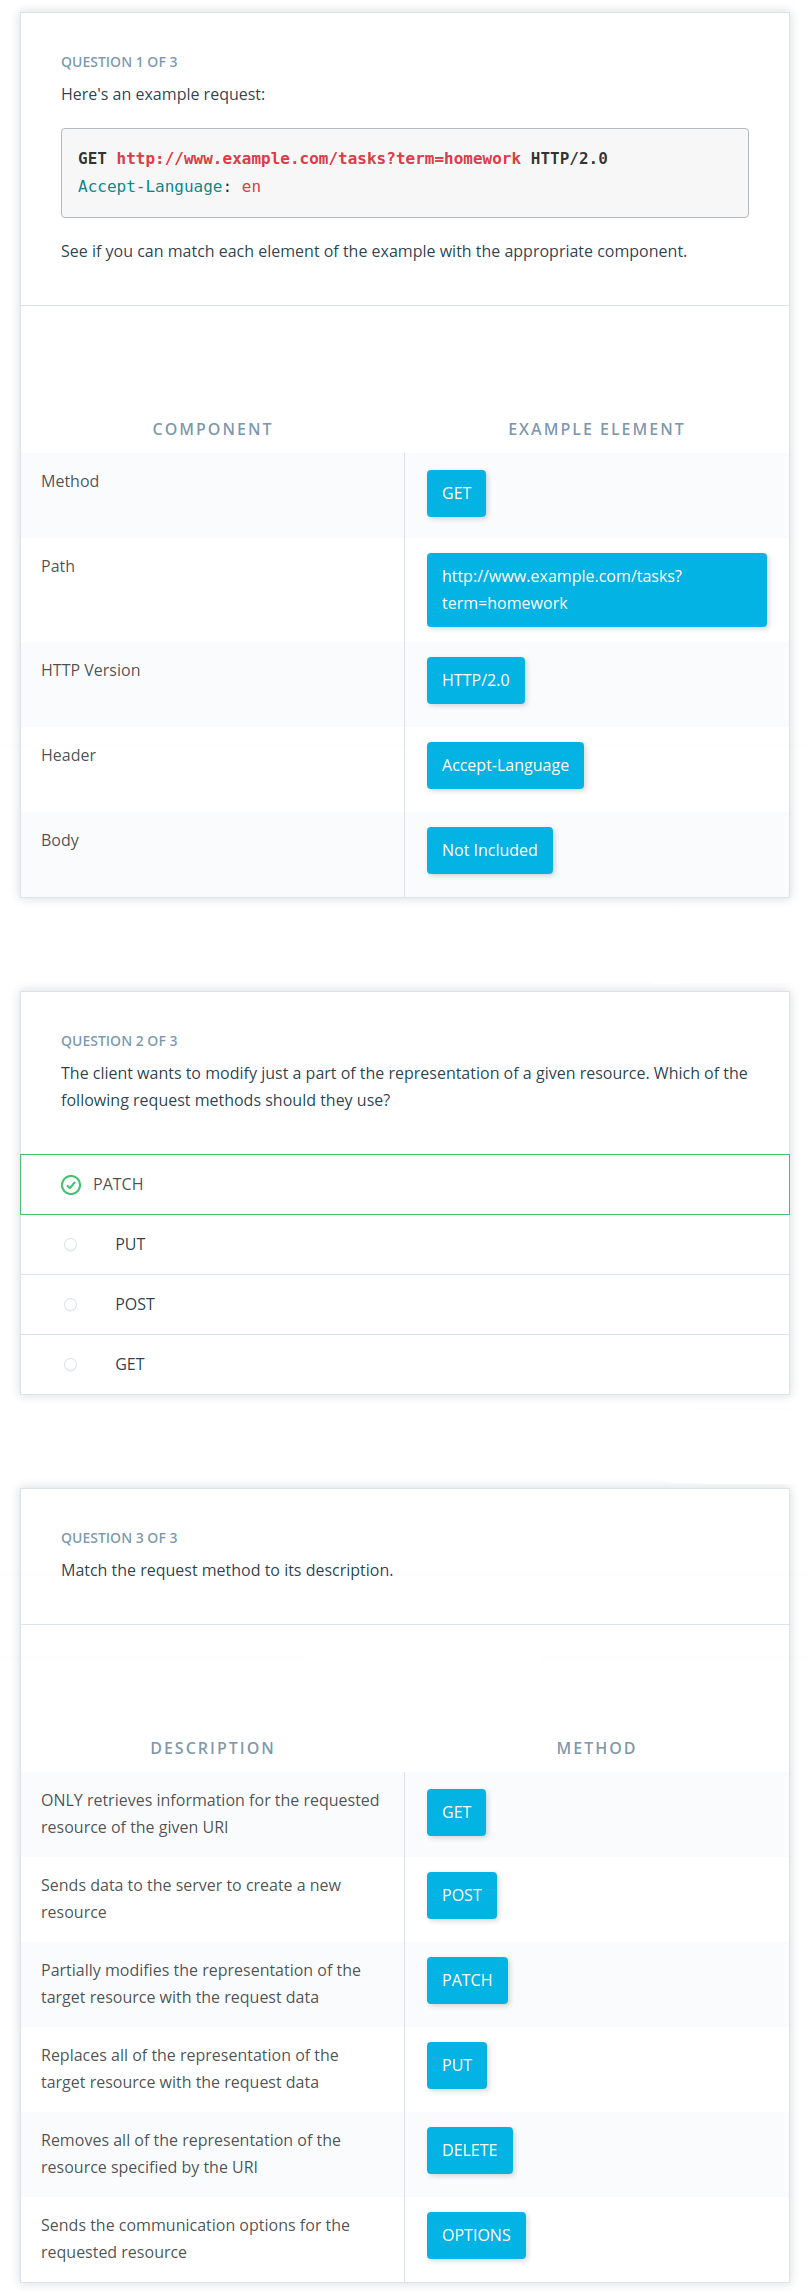 QUESTION 1 OF 3
Here's an example request:
GET http://www.example.com/tasks?term=homework HTTP/2.0
Accept-Language: en
See if you can match each element of the example with the appropriate component.
COMPONENT
EXAMPLE ELEMENT
Method
GET
Path
http://www.example.com/tasks?
term=homework
HTTP Version
HTTP/2.0
Header
Accept-Language
Body
Not Included
QUESTION 2 OF 3
The client wants to modify just a part of the representation of a given resource. Which of the
following request methods should they use?
PATCH
PUT
POST
GET
QUESTION 3 OF 3
Match the request method to its description.
DESCRIPTION
METHOD
ONLY retrieves information for the requested
resource of the given URI
GET
Sends data to the server to create a new
resource
POST
Partially modifies the representation of the
target resource with the request data
PATCH
Replaces all of the representation of the
target resource with the request data
PUT
Removes all of the representation of the
resource specified by the URI
DELETE
Sends the communication options for the
requested resource
OPTIONS